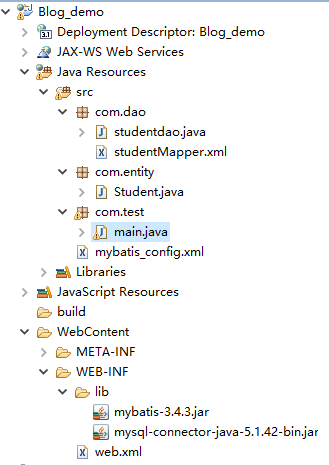 Blog_demo
Deployment Descriptor: Blog_demo
JAX-WS Web Services
Java Resources
src
com.dao
studentdao.java
studentMapper.xml
com.entity
Student.java
com.test
main.java
mybatis_config.xml
Libraries
JavaScript Resources
build
WebContent
META-INF
WEB-INF
lib
mybatis-3.4.3.jar
mysql-connector-java-5.1.42-bin.jar
web.xml